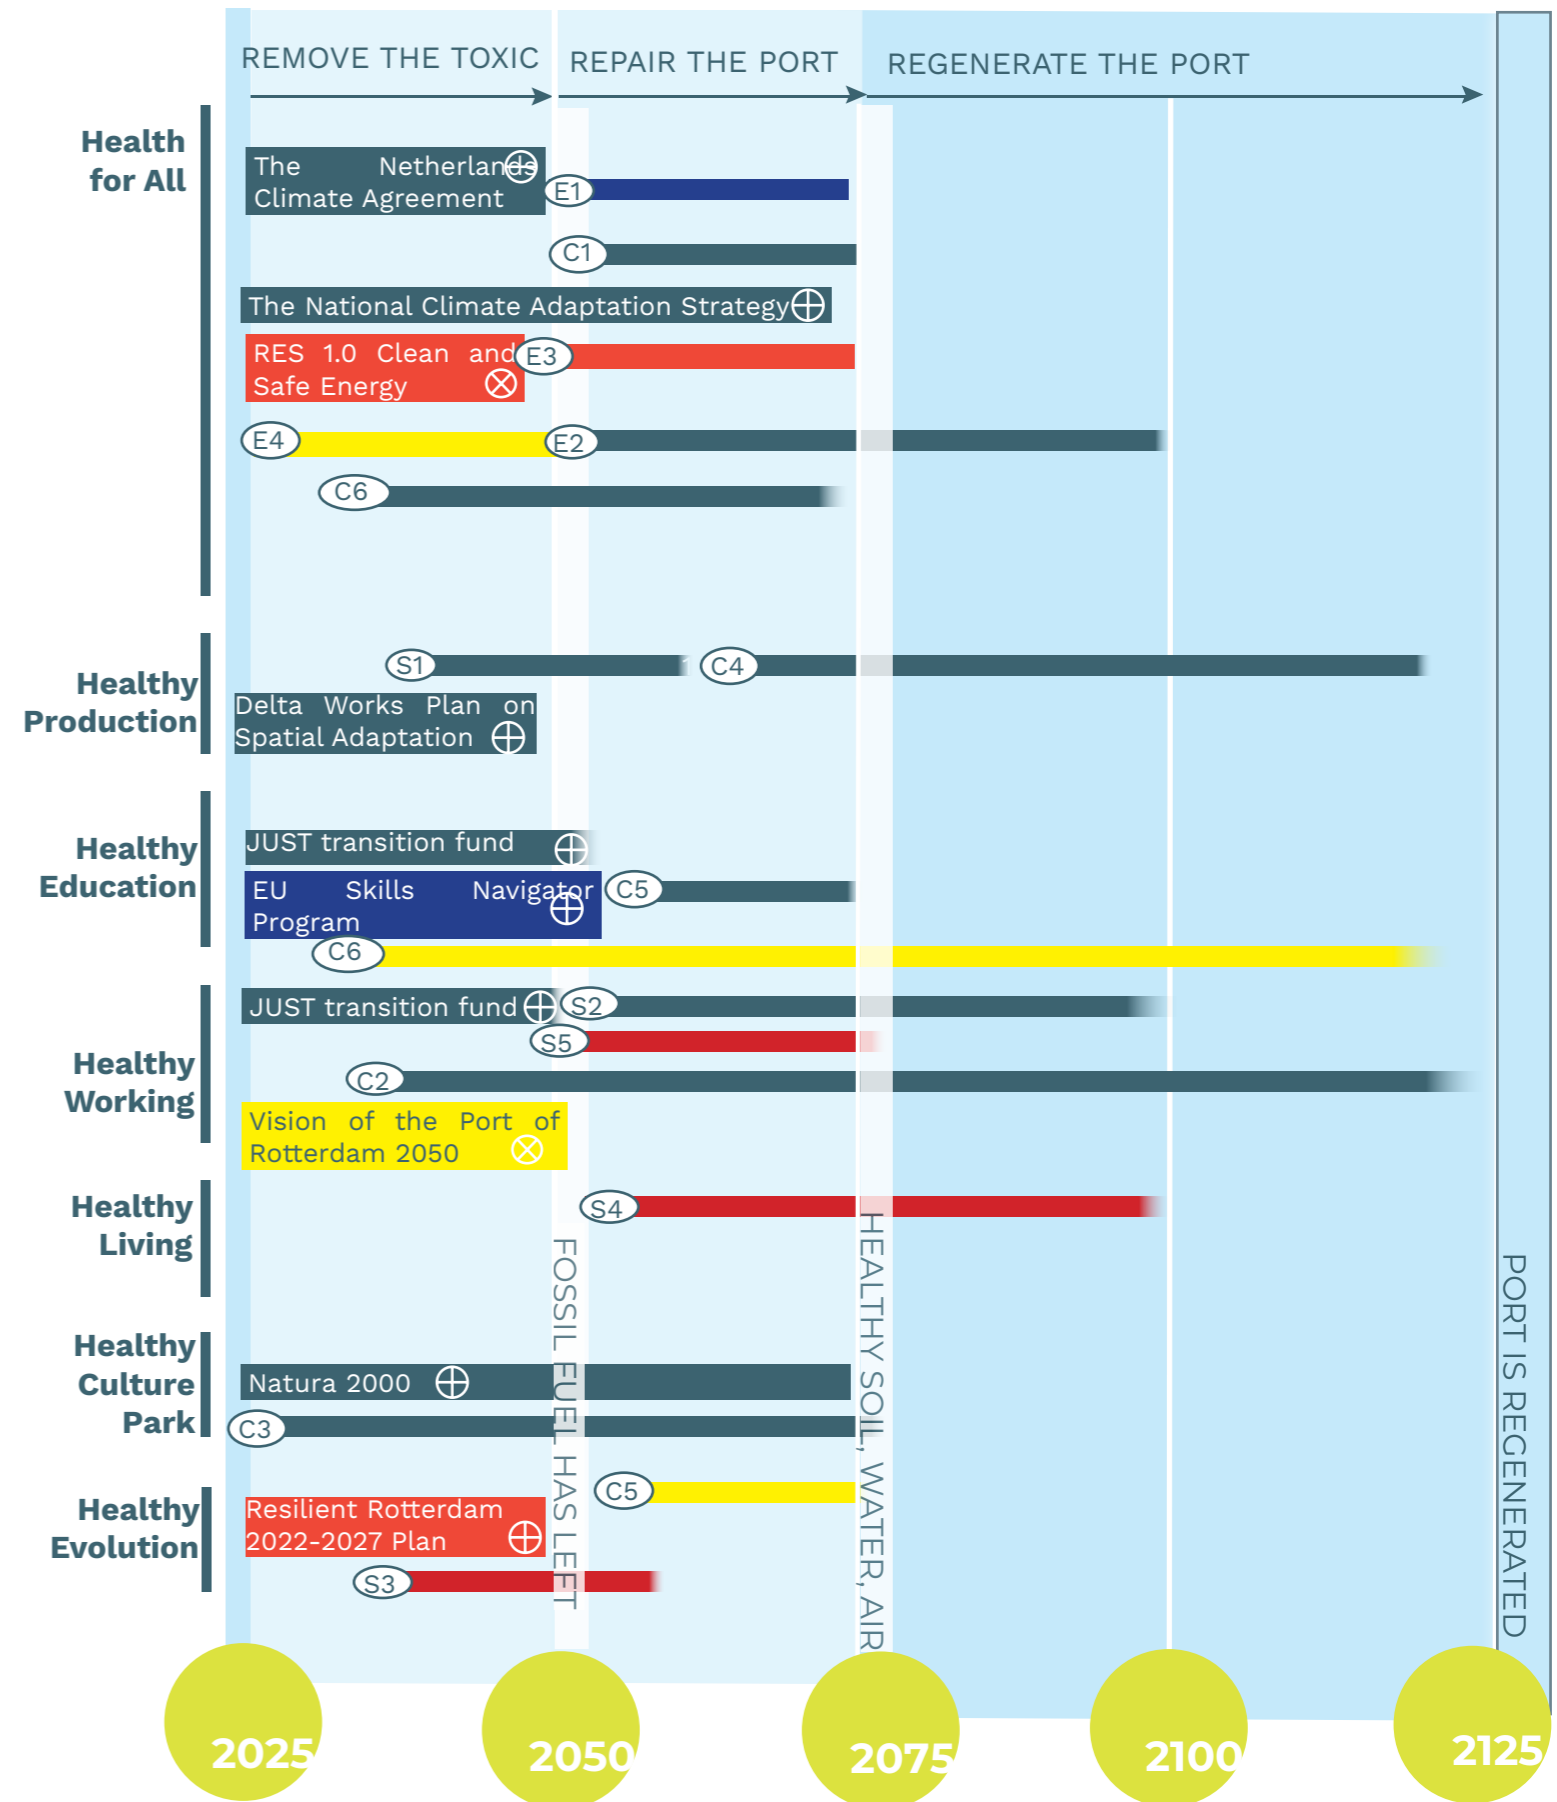 REMOVE THE TOXIC
REPAIR THE PORT
REGENERATE THE PORT
Health
for All
The Netherlands
Climate Agreement
E1
C1
The National Climate Adaptation Strategy
RES 1.0 Clean and
Safe Energy
E3
E4
E2
C6
Healthy
Production
S1
C4
Delta Works Plan on
Spatial Adaptation
Healthy
Education
JUST transition fund
EU Skills Navigator
Program
C5
C6
Healthy
Working
JUST transition fund
S2
S5
C2
Vision of the Port of
Rotterdam 2050
Healthy
Living
S4
Healthy
Culture
Park
Natura 2000
C3
Healthy
Evolution
C5
Resilient Rotterdam
2022-2027 Plan
S3
FOSSIL FUEL HAS LEFT
HEALTHY SOIL, WATER, AIR
PORT IS REGENERATED
2025
2050
2075
2100
2125